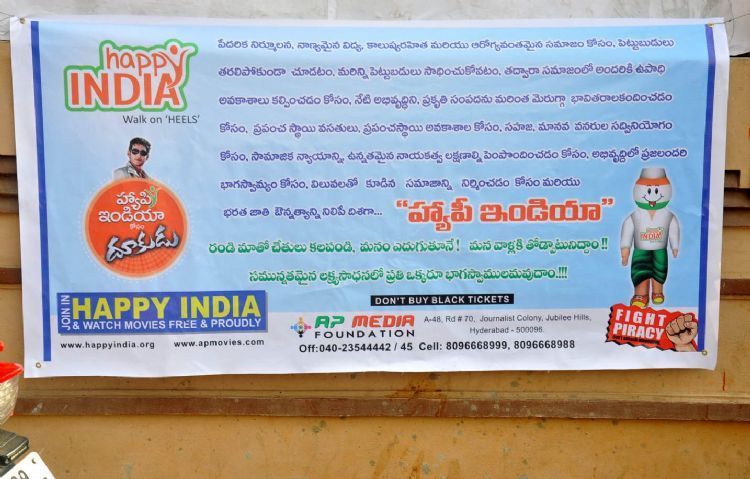 happy
INDIA
Walk on 'HEELS'
పేదరిక నిర్మూలన, నాణ్యమైన విద్య, కాలుష్యరహిత మరియు ఆరోగ్యవంతమైన సమాజం కోసం, పెట్టుబుడులు
తరలిపోకుండా చూడటం, మరిన్ని పెట్టుబడులు సాధించుకోవటం, తద్వారా సమాజంలో అందరికి ఉపాధి
అవకాశాలు కల్పించడం కోసం, నేటి అభివృద్ధిని, ప్రకృతి సంపదను మరింత మెరుగ్గా భావితరాలకందించడం
కోసం, ప్రపంచ స్థాయి వసతులు, ప్రపంచస్థాయి అవకాశాల కోసం, సహజ, మానవ వనరుల సద్వినియోగం
కోసం, సామాజిక న్యాయాన్ని, ఉన్నతమైన నాయకత్వ లక్షణాల్ని పెంపొందించడం కోసం, అభివృద్ధిలో ప్రజలందరి
భాగస్వామ్యం కోసం, విలువలతో కూడిన సమాజాన్ని నిర్మించడం కోసం మరియు
భరత జాతి ఔన్నత్యాన్ని నిలిపే దిశగా... "హ్యాపీ ఇండియా"
రండి మాతో చేతులు కలపండి, మనం ఎదుగుతూనే! మన వాళ్లకి తోడ్పాటునిద్దాం!!
సమున్నతమైన లక్ష్యసాధనలో ప్రతి ఒక్కరూ భాగస్వాములమవుదాం.!!!
హ్యాపీ
ఇండియా
కోసం
దూకుడు
happy
INDIA
JOIN IN HAPPY INDIA
& WATCH MOVIES FREE & PROUDLY
www.happyindia.org www.apmovies.com
DON'T BUY BLACK TICKETS
AP MEDIA
FOUNDATION
A-48, Rd # 70, Journalist Colony, Jubilee Hills,
Hyderabad - 500096.
Off:040-23544442 / 45 Cell: 8096668999, 8096668988
FIGHT
PIRACY